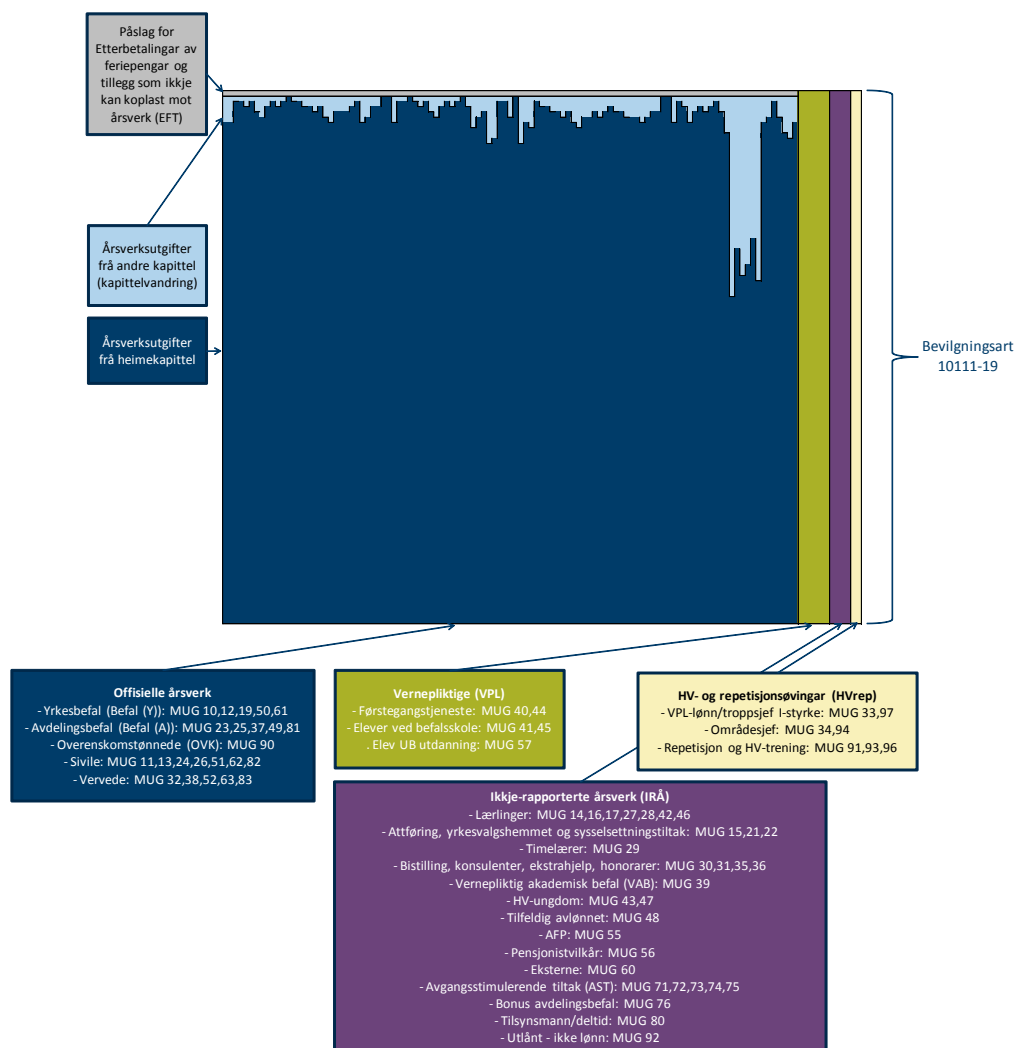 Påslag for
Etterbetalingar av
feriepengar og
tillegg som ikkje
kan koplast mot
årsverk (EFT)
Årsverksutgifter
frå andre kapittel
(kapittelvandring)
Årsverksutgifter
frå heimekapittel
Bevilgningsart
10111-19
Offisielle årsverk
- Yrkesbefal (Befal (Y)): MUG 10,12,19,50,61
- Avdelingsbefal (Befal (A)): MUG 23,25,37,49,81
- Overenskomstønnede (OVK): MUG 90
- Sivile: MUG 11,13,24,26,51,62,82
- Vervede: MUG 32,38,52,63,83
Vernepliktige (VPL)
- Førstegangstjeneste: MUG 40,44
- Elever ved befalsskole: MUG 41,45
. Elev UB utdanning: MUG 57
HV- og repetisjonsøvingar (HVrep)
- VPL-lønn/troppsjef I-styrke: MUG 33,97
- Områdesjef: MUG 34,94
- Repetisjon og HV-trening: MUG 91,93,96
Ikkje-rapporterte årsverk (IRÅ)
- Lærlinger: MUG 14,16,17,27,28,42,46
- Attføring, yrkesvalgshemmet og sysselsettningstiltak: MUG 15,21,22
- Timelærer: MUG 29
- Bistilling, konsulenter, ekstrahjelp, honorarer: MUG 30,31,35,36
- Vernepliktig akademisk befal (VAB): MUG 39
- HV-ungdom: MUG 43,47
- Tilfeldig avlønnet: MUG 48
- AFP: MUG 55
- Pensjonistvilkår: MUG 56
- Eksterne: MUG 60
- Avgangsstimulerende tiltak (AST): MUG 71,72,73,74,75
- Bonus avdelingsbefal: MUG 76
- Tilsynsmann/deltid: MUG 80
- Utlånt - ikke lønn: MUG 92